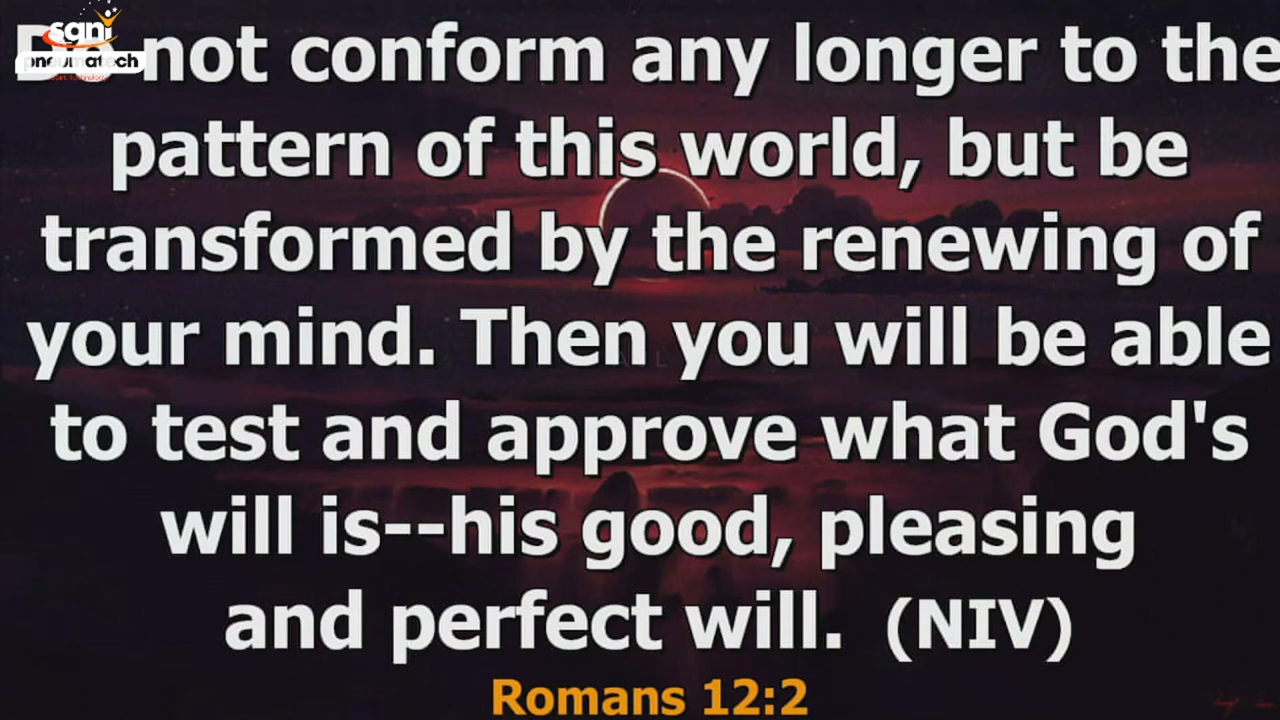 sgni
pneumatech
not conform any longer to the
pattern of this world, but be
transformed by the renewing of
your mind. Then you will be able
to test and approve what God's
will is--his good, pleasing
and perfect will. (NIV)
Romans 12:2